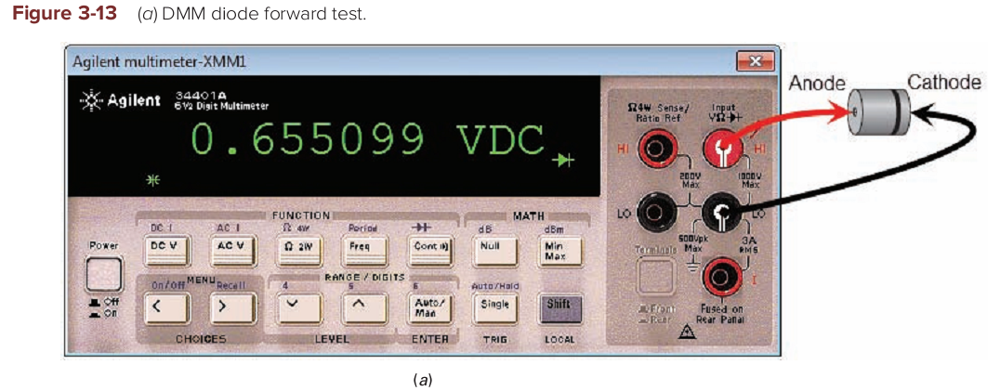 Figure 3-13 (a) DMM diode forward test.
Agilent multimeter-XMM1
Agilent 34401A
6½ Digit Multimeter
0.655099 VDC
Anode
Cathode
Ω4W Sense/
Ratio Ref
Input
VΩ
HI
HI
200V
Max
1000V
Max
LO
LO
500Vpk
Max
3A
RMS
Terminals
I
Front
Rear
Fused on
Rear Panal
Power
Off
On
FUNCTION
MATH
DC I
AC I
Ω 4W
Period
dB
dBm
DC V
AC V
Ω 2W
Freq
Cont
Null
Min
Max
MENU
RANGE / DIGITS
On/Off
Recall
4
5
6
Auto/Hold
<
>
Auto/
Man
Single
Shift
CHOICES
LEVEL
ENTER
TRIG
LOCAL
(a)